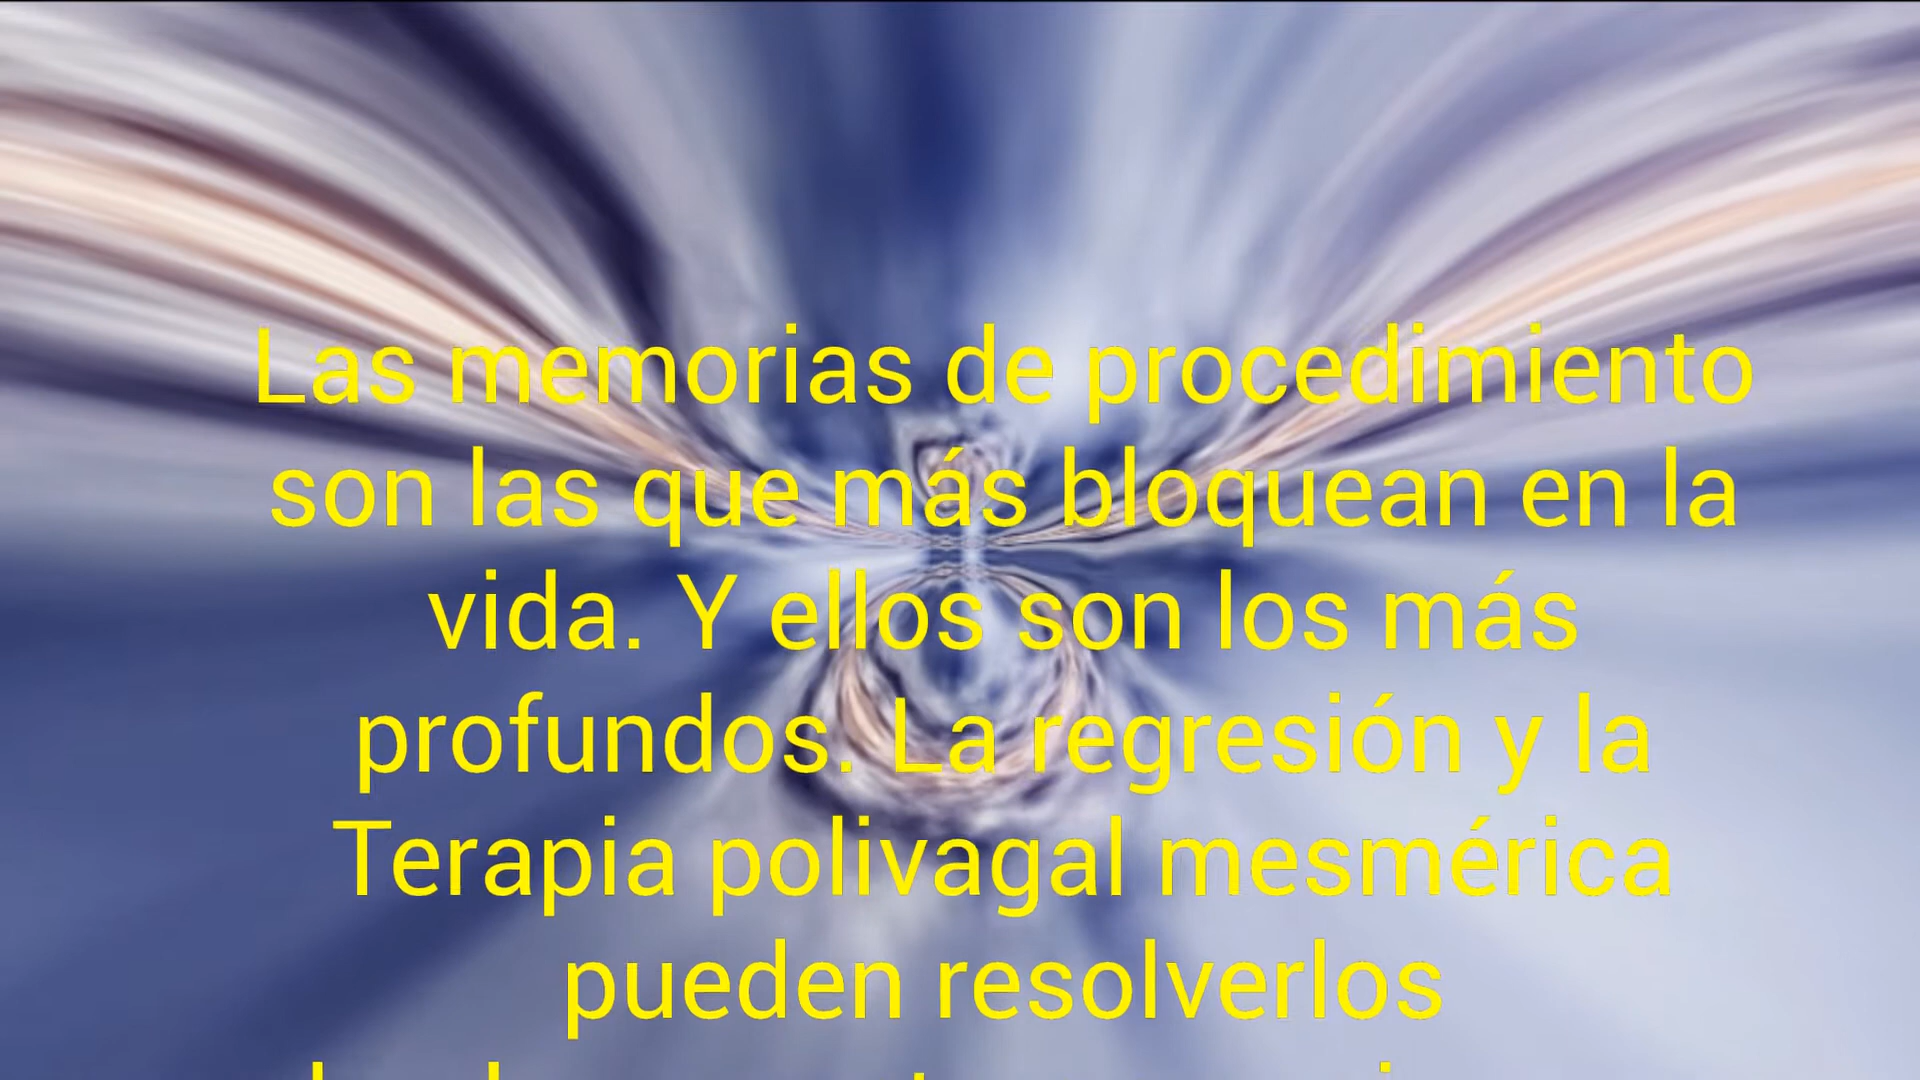 Las memorias de procedimiento
son las que más bloquean en la
vida. Y ellos son los más
profundos. La regresión y la
Terapia polivagal mesmérica
pueden resolverlos